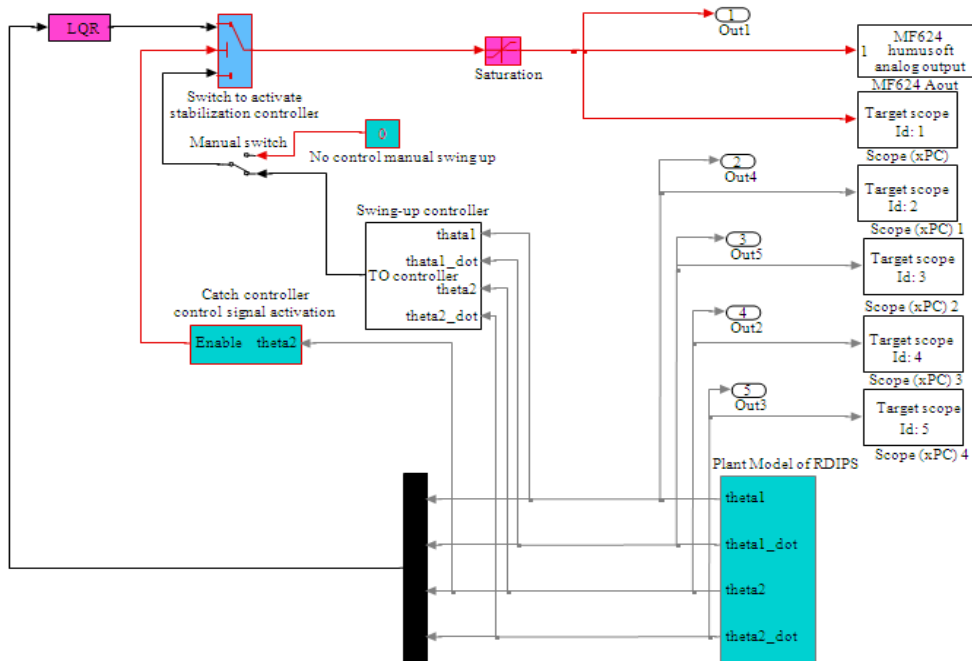 LQR
1
Out1
MF624
humusoft
analog output
1
MF624 Aout
Saturation
Switch to activate
stabilization controller
Target scope
Id: 1
Scope (xPC)
Manual switch
0
No control manual swing up
2
Out4
Target scope
Id: 2
Scope (xPC) 1
Swing-up controller
thata1
thata1_dot
TO controller
theta2
theta2_dot
3
Out5
Target scope
Id: 3
Scope (xPC) 2
Catch controller
control signal activation
Enable theta2
4
Out2
Target scope
Id: 4
Scope (xPC) 3
5
Out3
Target scope
Id: 5
Scope (xPC) 4
Plant Model of RDIPS
theta1
theta1_dot
theta2
theta2_dot